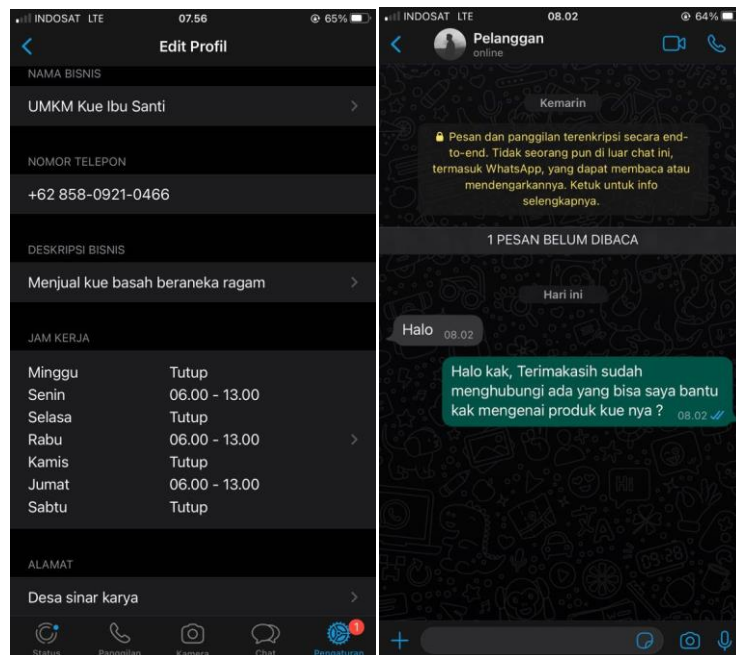 INDOSAT LTE 07.56 65%
Edit Profil
NAMA BISNIS
UMKM Kue Ibu Santi
NOMOR TELEPON
+62 858-0921-0466
DESKRIPSI BISNIS
Menjual kue basah beraneka ragam
JAM KERJA
Minggu Tutup
Senin 06.00 - 13.00
Selasa Tutup
Rabu 06.00 - 13.00
Kamis Tutup
Jumat 06.00 - 13.00
Sabtu Tutup
ALAMAT
Desa sinar karya
1
Status Panggilan Kamera Chat Pengaturan
INDOSAT LTE 08.02 64%
Pelanggan
online
Kemarin
Pesan dan panggilan terenkripsi secara end-
to-end. Tidak seorang pun di luar chat ini,
termasuk WhatsApp, yang dapat membaca atau
mendengarkannya. Ketuk untuk info
selengkapnya.
1 PESAN BELUM DIBACA
Hari ini
Halo 08.02
Halo kak, Terimakasih sudah
menghubungi ada yang bisa saya bantu
kak mengenai produk kue nya ? 08.02